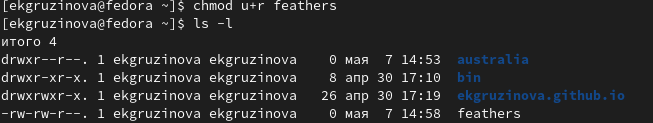 [ekgruzinova@fedora ~]$ chmod u+r feathers
[ekgruzinova@fedora ~]$ ls -l
итого 4
drwxr--r--. 1 ekgruzinova ekgruzinova 0 мая 7 14:53 australia
drwxr-xr-x. 1 ekgruzinova ekgruzinova 8 апр 30 17:10 bin
drwxrwxr-x. 1 ekgruzinova ekgruzinova 26 апр 30 17:19 ekgruzinova.github.io
-rw-rw-r--. 1 ekgruzinova ekgruzinova 0 мая 7 14:58 feathers